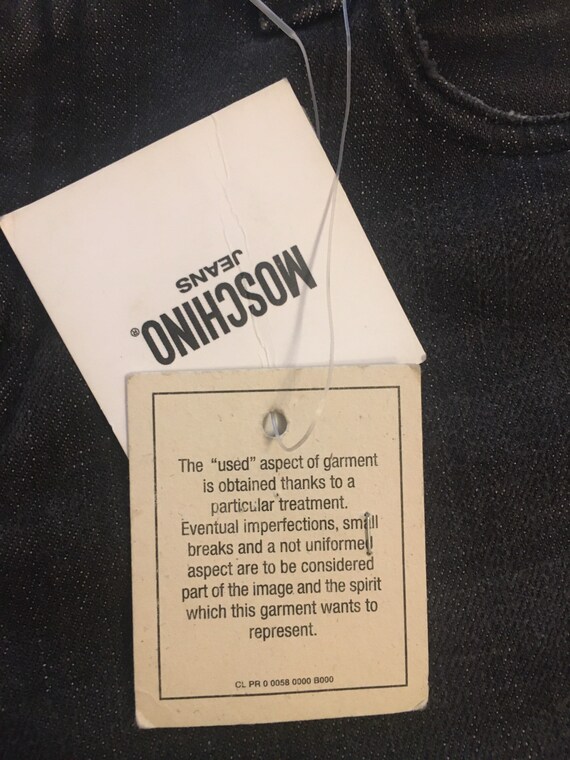 MOSCHINO®
JEANS
The "used" aspect of garment
is obtained thanks to a
particular treatment.
Eventual imperfections, small
breaks and a not uniformed
aspect are to be considered
part of the image and the spirit
which this garment wants to
represent.
CL PR 0 0058 0000 B000